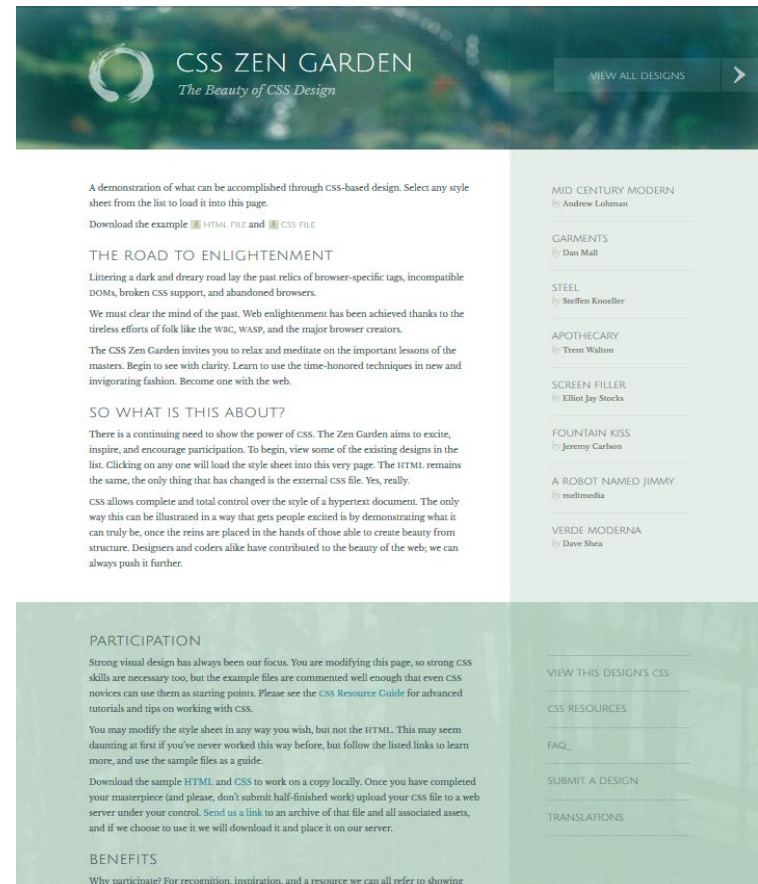 CSS ZEN GARDEN
The Beauty of CSS Design
VIEW ALL DESIGNS
A demonstration of what can be accomplished through CSS-based design. Select any style
sheet from the list to load it into this page.
Download the example HTML FILE and CSS FILE
THE ROAD TO ENLIGHTENMENT
Littering a dark and dreary road lay the past relics of browser-specific tags, incompatible
DOMs, broken CSS support, and abandoned browsers.
We must clear the mind of the past. Web enlightenment has been achieved thanks to the
tireless efforts of folk like the W3C, WASP, and the major browser creators.
The CSS Zen Garden invites you to relax and meditate on the important lessons of the
masters. Begin to see with clarity. Learn to use the time-honored techniques in new and
invigorating fashion. Become one with the web.
SO WHAT IS THIS ABOUT?
There is a continuing need to show the power of CSS. The Zen Garden aims to excite,
inspire, and encourage participation. To begin, view some of the existing designs in the
list. Clicking on any one will load the style sheet into this very page. The HTML remains
the same, the only thing that has changed is the external CSS file. Yes, really.
CSS allows complete and total control over the style of a hypertext document. The only
way this can be illustrated in a way that gets people excited is by demonstrating what it
can truly be, once the reins are placed in the hands of those able to create beauty from
structure. Designers and coders alike have contributed to the beauty of the web; we can
always push it further.
MID CENTURY MODERN
by Andrew Lohman
GARMENTS
by Dan Mall
STEEL
by Steffen Knoeller
APOTHECARY
by Trent Walton
SCREEN FILLER
by Elliot Jay Stocks
FOUNTAIN KISS
by Jeremy Carlson
A ROBOT NAMED JIMMY
by meltmedia
VERDE MODERNA
by Dave Shea
PARTICIPATION
Strong visual design has always been our focus. You are modifying this page, so strong CSS
skills are necessary too, but the example files are commented well enough that even CSS
novices can use them as starting points. Please see the CSS Resource Guide for advanced
tutorials and tips on working with CSS.
You may modify the style sheet in any way you wish, but not the HTML. This may seem
daunting at first if you've never worked this way before, but follow the listed links to learn
more, and use the sample files as a guide.
Download the sample HTML and CSS to work on a copy locally. Once you have completed
your masterpiece (and please, don't submit half-finished work) upload your CSS file to a web
server under your control. Send us a link to an archive of that file and all associated assets,
and if we choose to use it we will download it and place it on our server.
BENEFITS
Why participate? For recognition, inspiration, and a resource we can all refer to showing
VIEW THIS DESIGN'S CSS
CSS RESOURCES
FAQ
SUBMIT A DESIGN
TRANSLATIONS